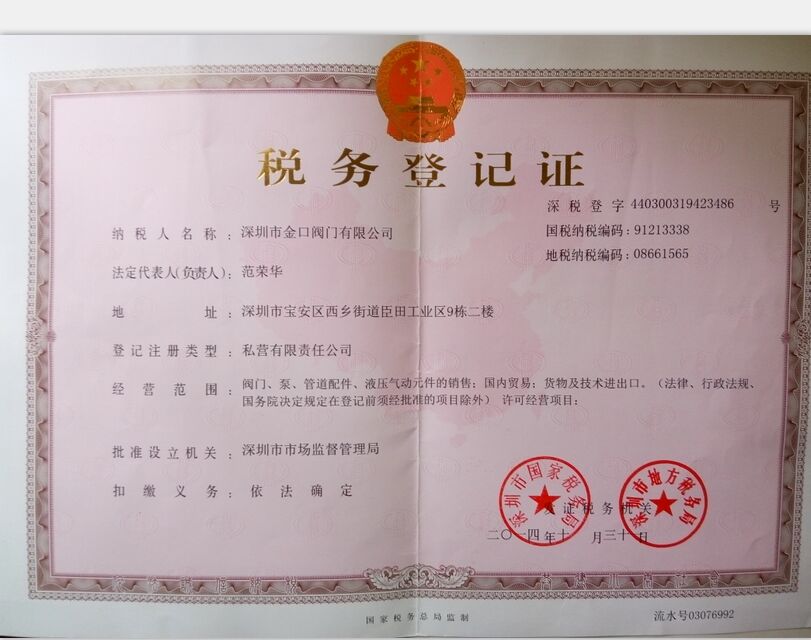 税务登记证
深税登字 440300319423486 号
国税纳税编码：91213338
地税纳税编码：08661565
纳税人名称：深圳市金口阀门有限公司
法定代表人(负责人)：范荣华
地址：深圳市宝安区西乡街道臣田工业区9栋二楼
登记注册类型：私营有限责任公司
经营范围：阀门、泵、管道配件、液压气动元件的销售；国内贸易；货物及技术进出口。（法律、行政法规、
国务院决定规定在登记前须经批准的项目除外） 许可经营项目：
批准设立机关：深圳市市场监督管理局
扣缴义务：依法确定
深圳市国家税务局
深圳市地方税务局
发证税务机关
二〇一四年十 月三十日
国家税务总局监制
流水号03076992